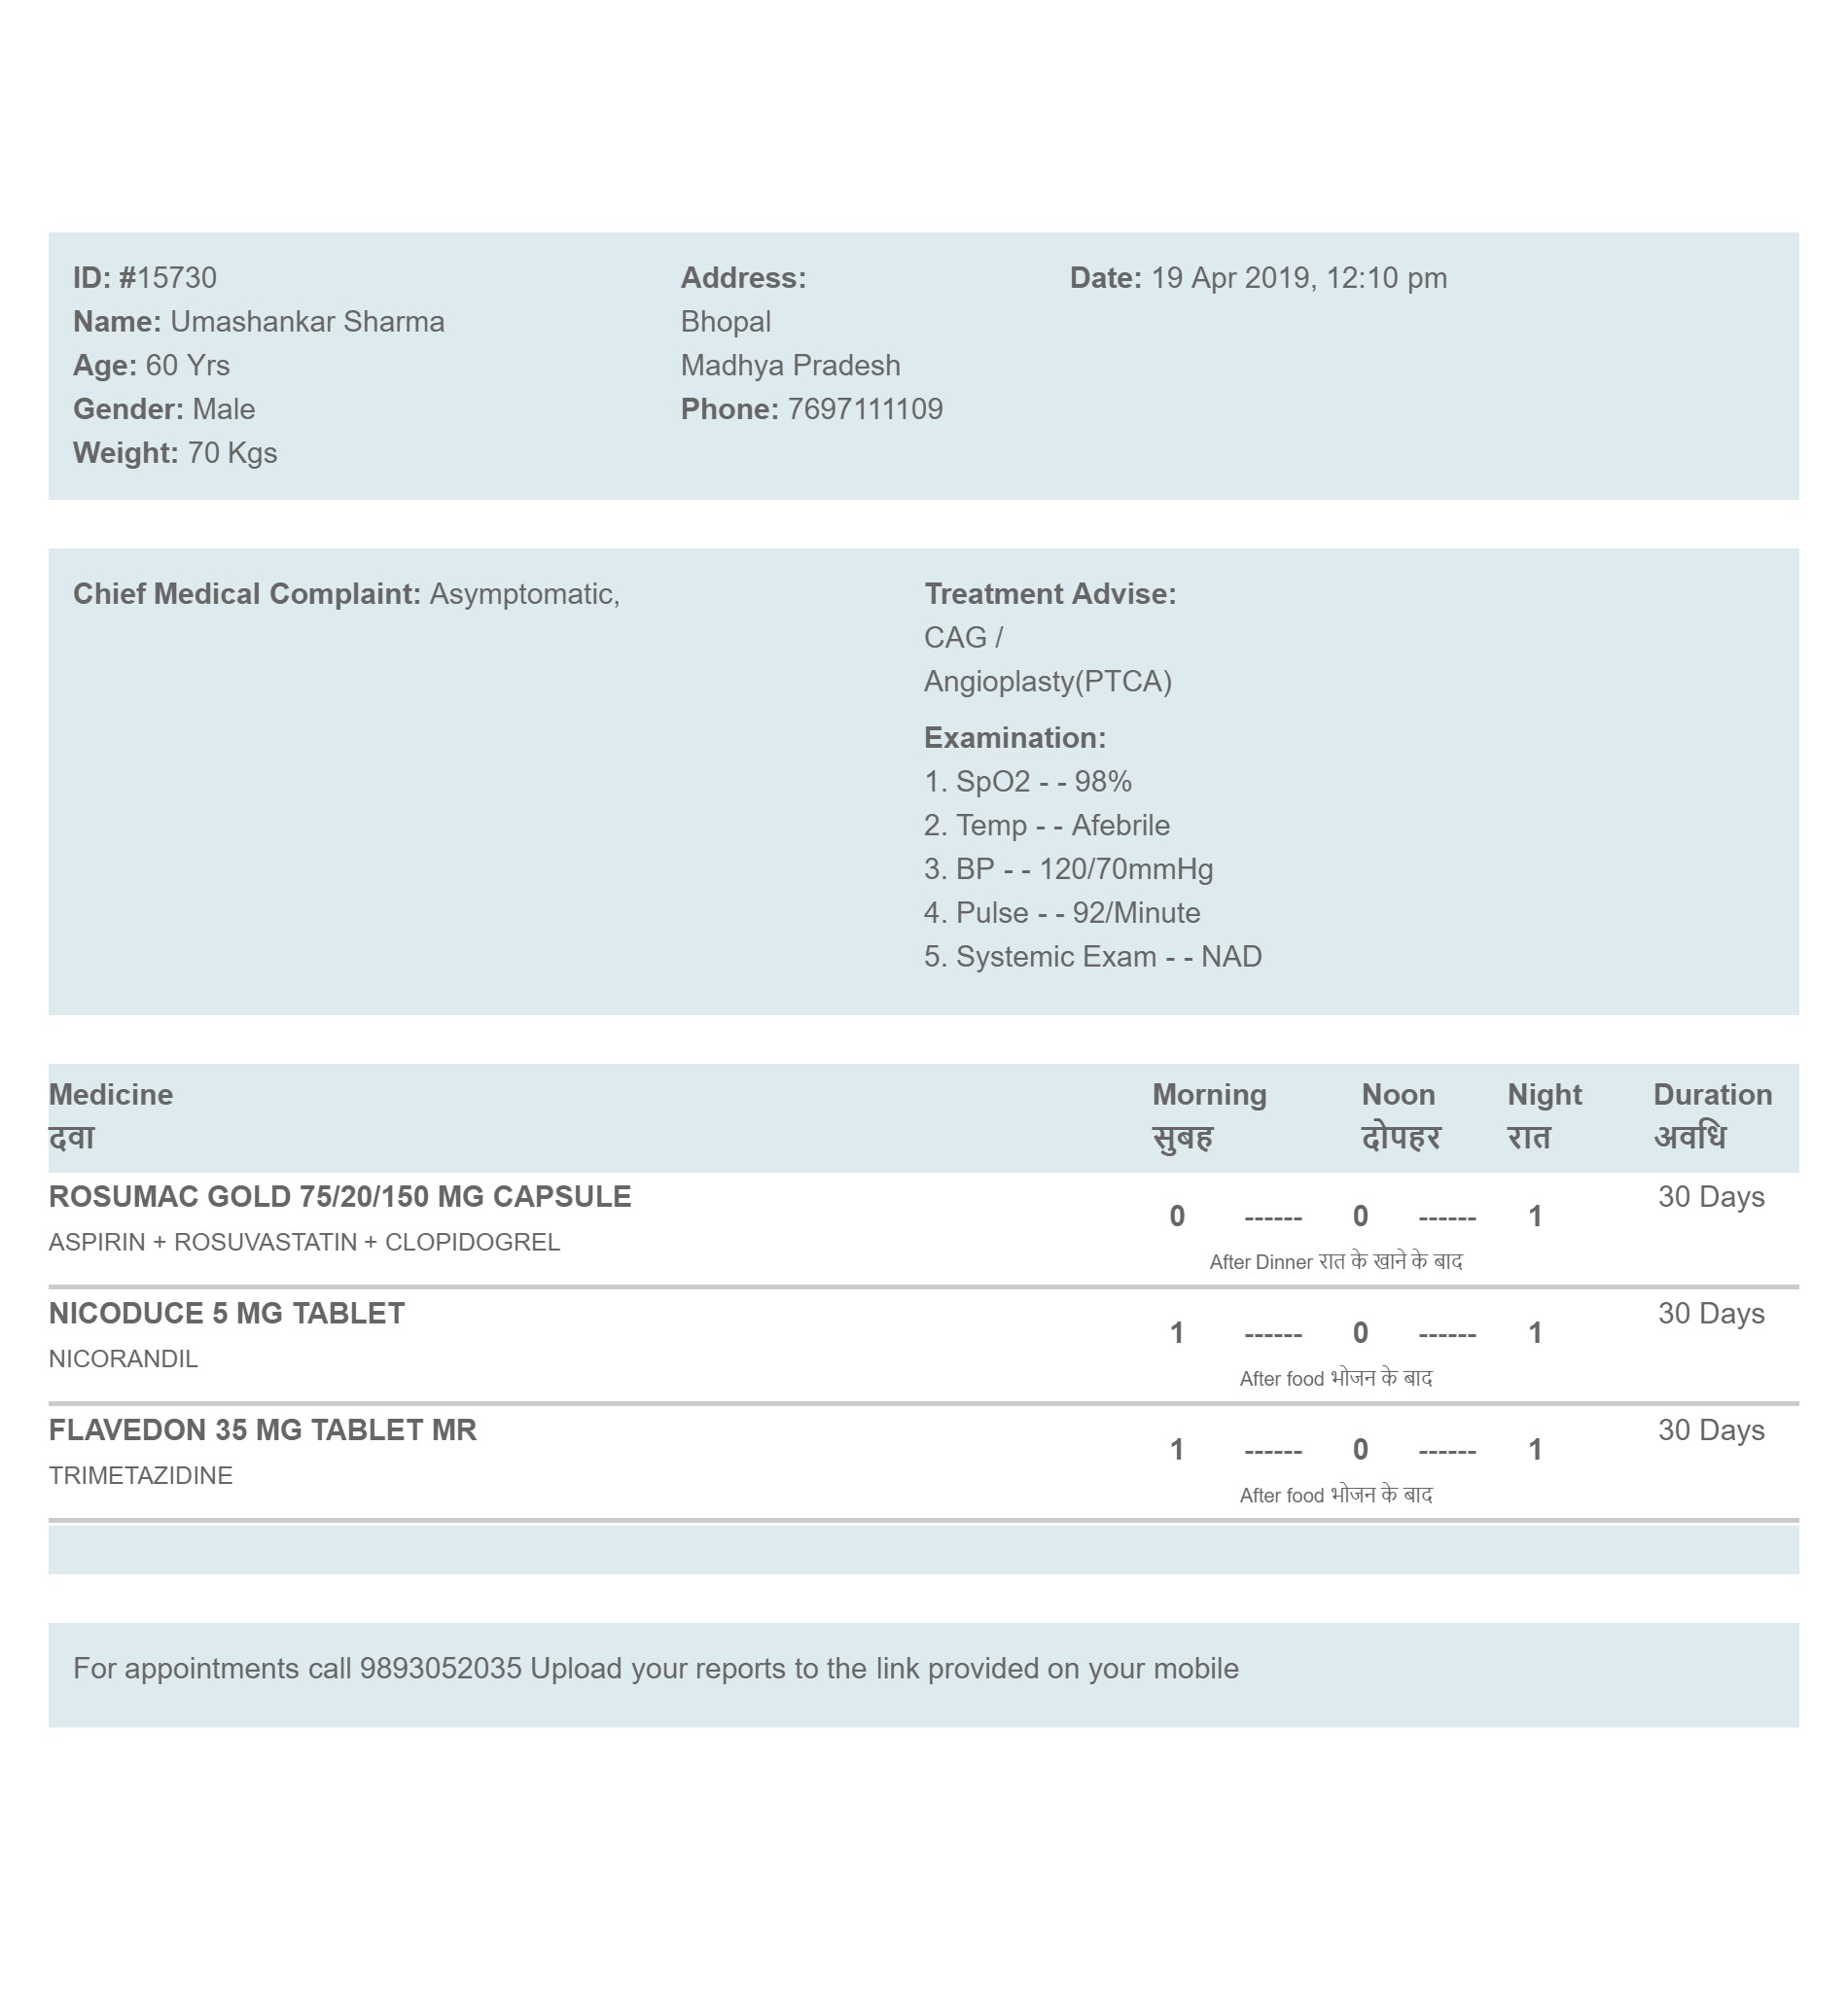 ID: #15730
Name: Umashankar Sharma
Age: 60 Yrs
Gender: Male
Weight: 70 Kgs
Address:
Bhopal
Madhya Pradesh
Phone: 7697111109
Date: 19 Apr 2019, 12:10 pm
Chief Medical Complaint: Asymptomatic,
Treatment Advise:
CAG /
Angioplasty(PTCA)
Examination:
1. SpO2 - - 98%
2. Temp - - Afebrile
3. BP - - 120/70mmHg
4. Pulse - - 92/Minute
5. Systemic Exam - - NAD
Medicine Morning Noon Night Duration
दवा सुबह दोपहर रात अवधि
ROSUMAC GOLD 75/20/150 MG CAPSULE 30 Days
0 ------ 0 ------ 1
ASPIRIN + ROSUVASTATIN + CLOPIDOGREL
After Dinner रात के खाने के बाद
NICODUCE 5 MG TABLET 30 Days
1 ------ 0 ------ 1
NICORANDIL
After food भोजन के बाद
FLAVEDON 35 MG TABLET MR 30 Days
1 ------ 0 ------ 1
TRIMETAZIDINE
After food भोजन के बाद
For appointments call 9893052035 Upload your reports to the link provided on your mobile